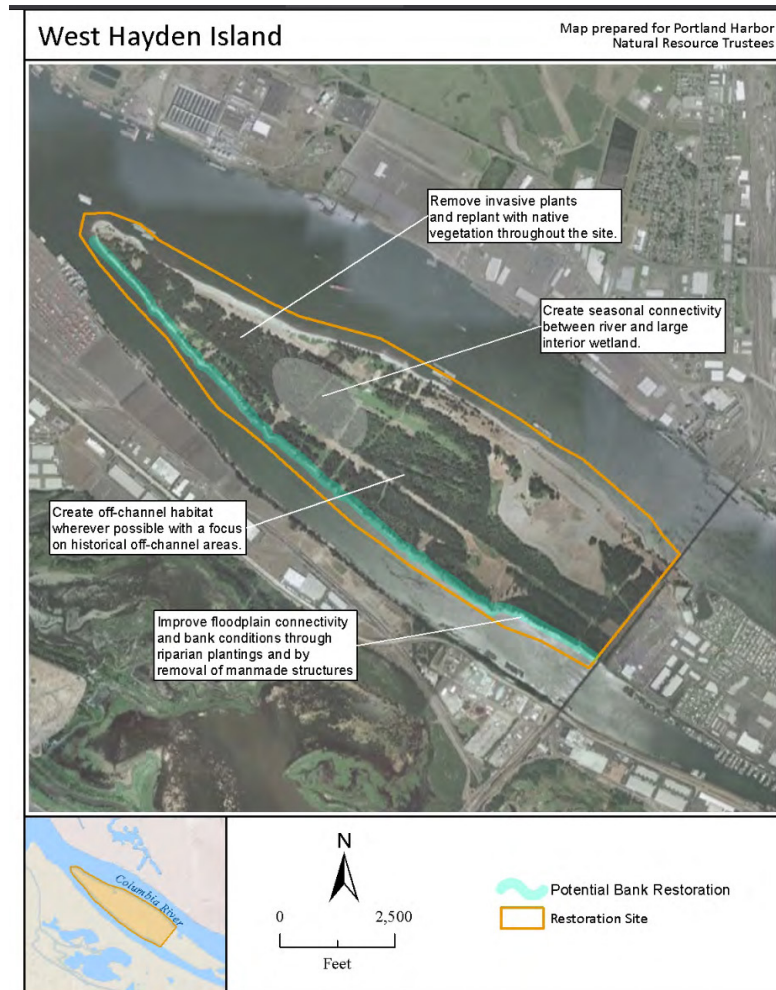 West Hayden Island
Map prepared for Portland Harbor
Natural Resource Trustees
Remove invasive plants
and replant with native
vegetation throughout the site.
Create seasonal connectivity
between river and large
interior wetland.
Create off-channel habitat
wherever possible with a focus
on historical off-channel areas.
Improve floodplain connectivity
and bank conditions through
riparian plantings and by
removal of manmade structures
Columbia River
N
0 2,500
Feet
Potential Bank Restoration
Restoration Site